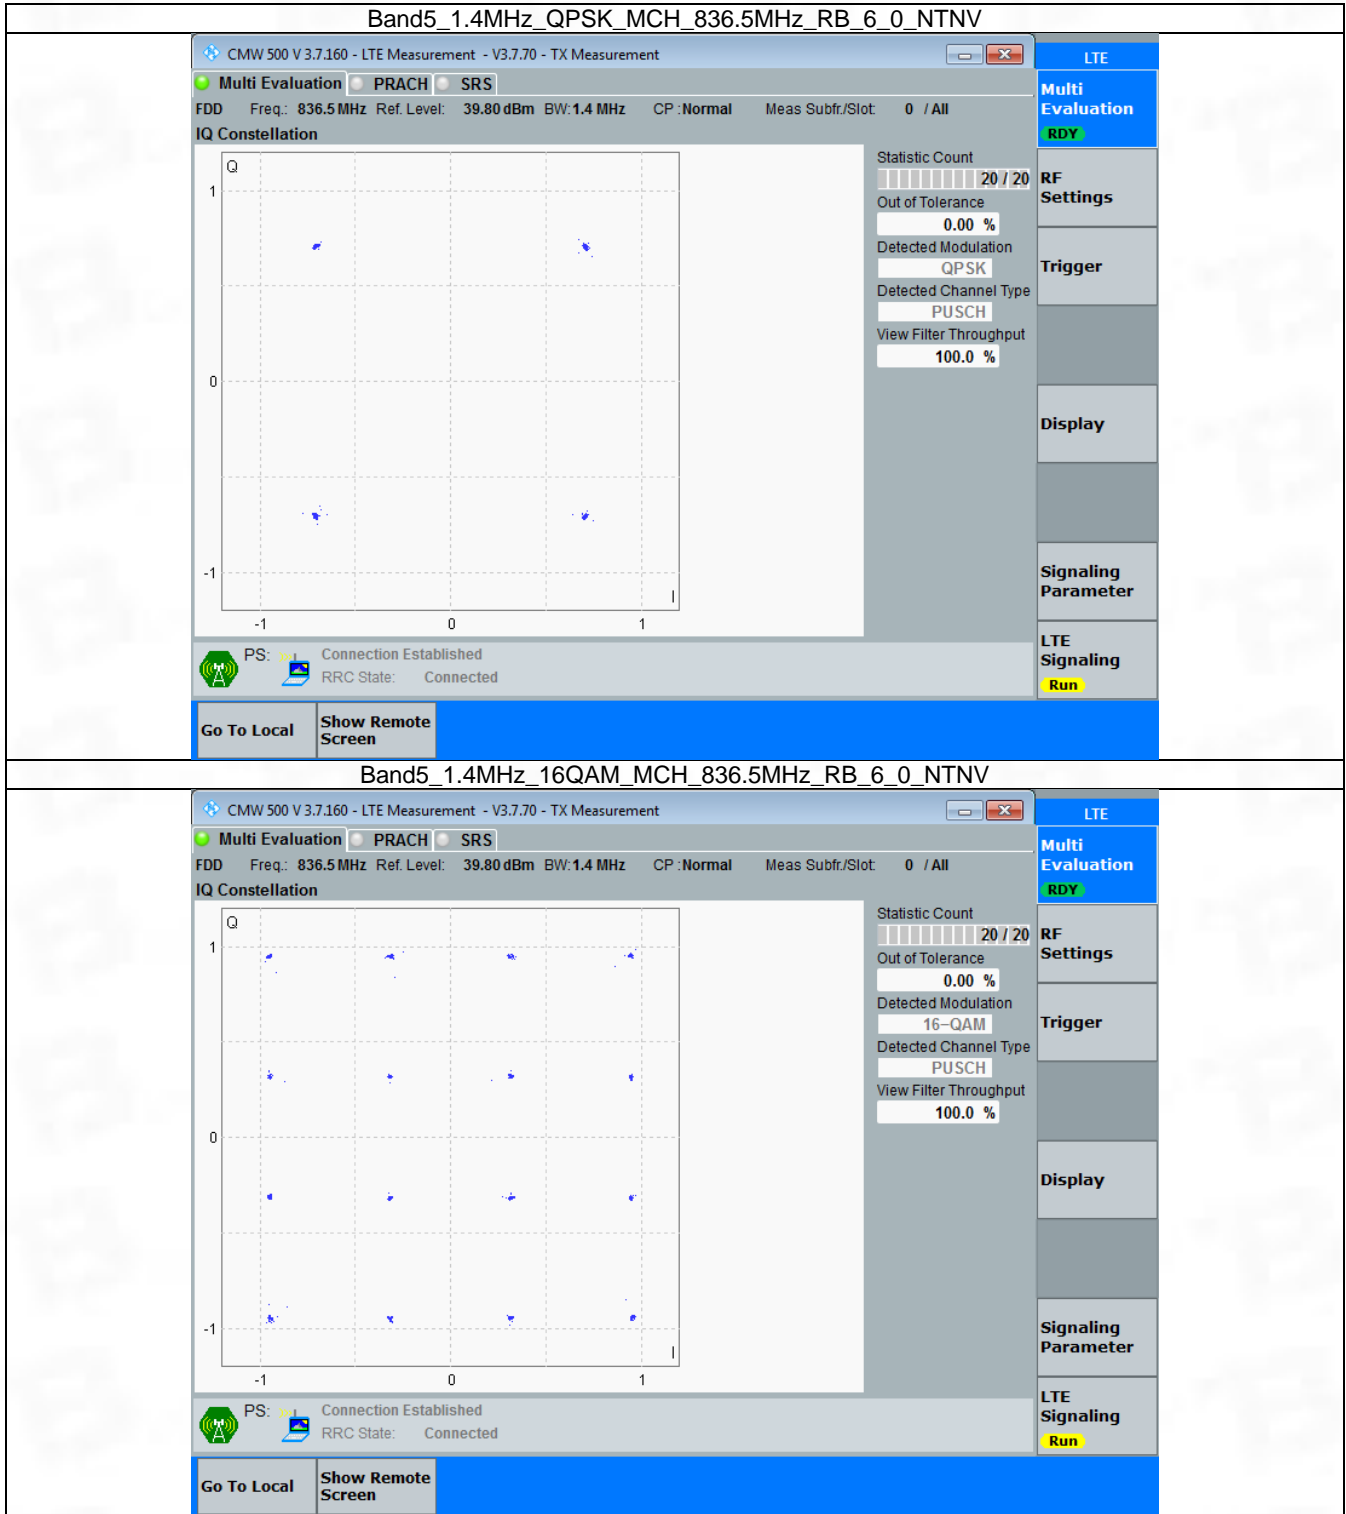 Band5_1.4MHz_QPSK_MCH_836.5MHz_RB_6_0_NTNV
CMW 500 V 3.7.160 - LTE Measurement - V3.7.70 - TX Measurement
LTE
Multi Evaluation PRACH SRS
Multi
Evaluation
RDY
FDD Freq.: 836.5 MHz Ref. Level: 39.80 dBm BW: 1.4 MHz CP : Normal Meas Subfr./Slot: 0 / All
IQ Constellation
Q
1
0
-1
I
-1 0 1
Statistic Count
20 / 20
Out of Tolerance
0.00 %
Detected Modulation
QPSK
Detected Channel Type
PUSCH
View Filter Throughput
100.0 %
RF
Settings
Trigger
Display
Signaling
Parameter
LTE
Signaling
Run
PS: Connection Established
RRC State: Connected
Go To Local
Show Remote
Screen
Band5_1.4MHz_16QAM_MCH_836.5MHz_RB_6_0_NTNV
CMW 500 V 3.7.160 - LTE Measurement - V3.7.70 - TX Measurement
LTE
Multi Evaluation PRACH SRS
Multi
Evaluation
RDY
FDD Freq.: 836.5 MHz Ref. Level: 39.80 dBm BW: 1.4 MHz CP : Normal Meas Subfr./Slot: 0 / All
IQ Constellation
Q
1
0
-1
I
-1 0 1
Statistic Count
20 / 20
Out of Tolerance
0.00 %
Detected Modulation
16-QAM
Detected Channel Type
PUSCH
View Filter Throughput
100.0 %
RF
Settings
Trigger
Display
Signaling
Parameter
LTE
Signaling
Run
PS: Connection Established
RRC State: Connected
Go To Local
Show Remote
Screen